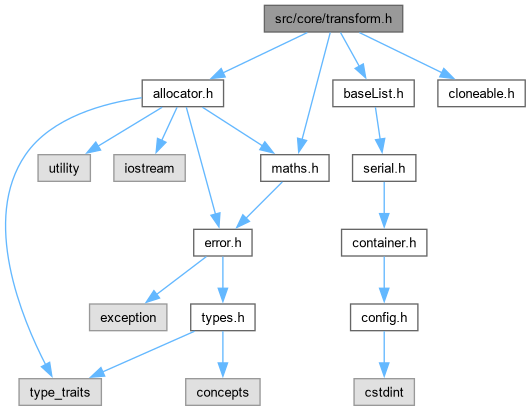 src/core/transform.h
allocator.h
baseList.h
cloneable.h
utility
iostream
maths.h
serial.h
error.h
container.h
exception
types.h
config.h
type_traits
concepts
cstdint